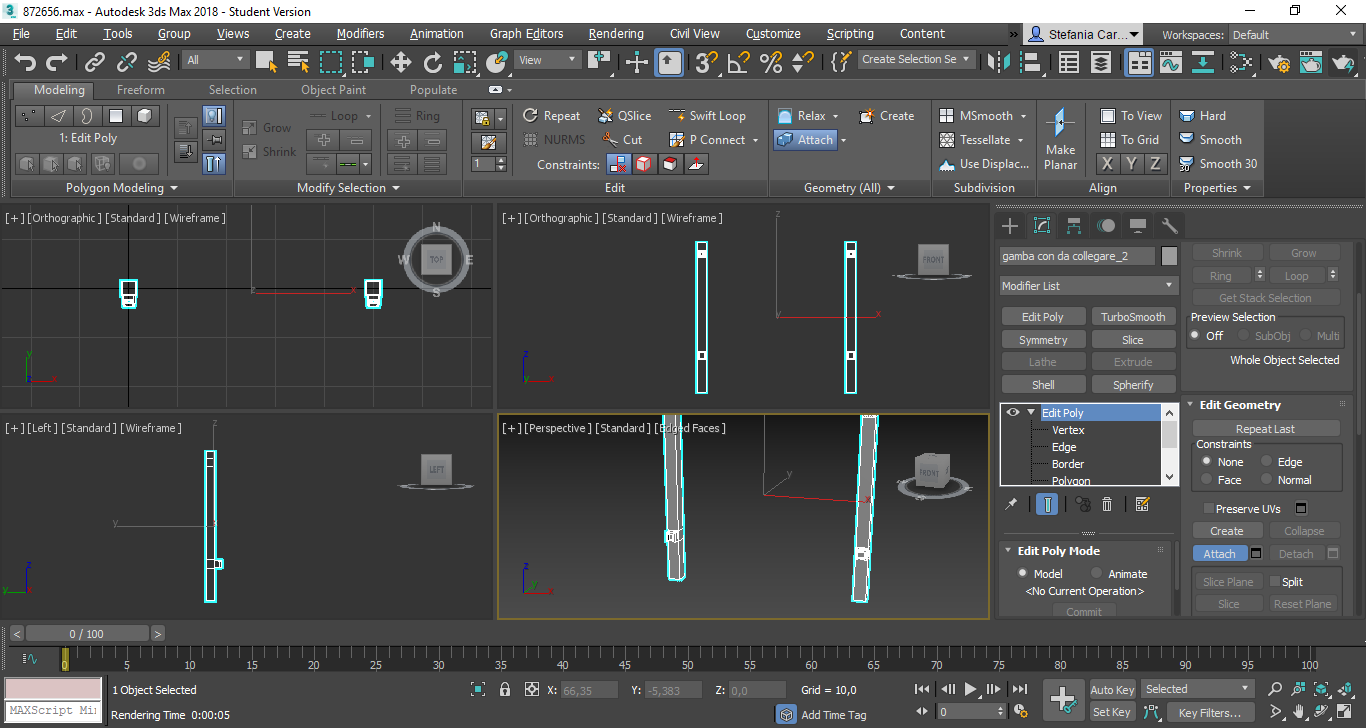 872656.max - Autodesk 3ds Max 2018 - Student Version
File Edit Tools Group Views Create Modifiers Animation Graph Editors Rendering Civil View Customize Scripting Content » Stefania Car... Workspaces: Default
All View 3 Create Selection Se
Modeling Freeform Selection Object Paint Populate
Loop Ring Repeat QSlice Swift Loop Relax Create MSmooth To View Hard
1: Edit Poly Grow NURMS Cut P Connect Attach Tessellate Make Planar To Grid Smooth
Shrink 1 Constraints: Use Displac... X Y Z Smooth 30
Polygon Modeling Modify Selection Edit Geometry (All) Subdivision Align Properties
[+] [Orthographic] [Standard] [Wireframe]
N
W TOP E
S
z x
y
z x
[+] [Orthographic] [Standard] [Wireframe]
FRONT
z
y x
z
y x
[+] [Left] [Standard] [Wireframe]
LEFT
z
y
z
y
[+] [Perspective] [Standard] [Edged Faces]
FRONT
y
z
y x
gamba con da collegare_2
Modifier List
Edit Poly TurboSmooth
Symmetry Slice
Lathe Extrude
Shell Spherify
Edit Poly
Vertex
Edge
Border
Polygon
Edit Poly Mode
Model Animate
<No Current Operation>
Commit
Shrink Grow
Ring Loop
Get Stack Selection
Preview Selection
Off SubObj Multi
Whole Object Selected
Edit Geometry
Repeat Last
Constraints
None Edge
Face Normal
Preserve UVs
Create Collapse
Attach Detach
Slice Plane Split
Slice Reset Plane
< 0 / 100 >
0 5 10 15 20 25 30 35 40 45 50 55 60 65 70 75 80 85 90 95 100
1 Object Selected X: 66,35 Y: -5,383 Z: 0,0 Grid = 10,0 Auto Key Selected
MAXScript Mi Rendering Time 0:00:05 Add Time Tag 0 Set Key Key Filters...